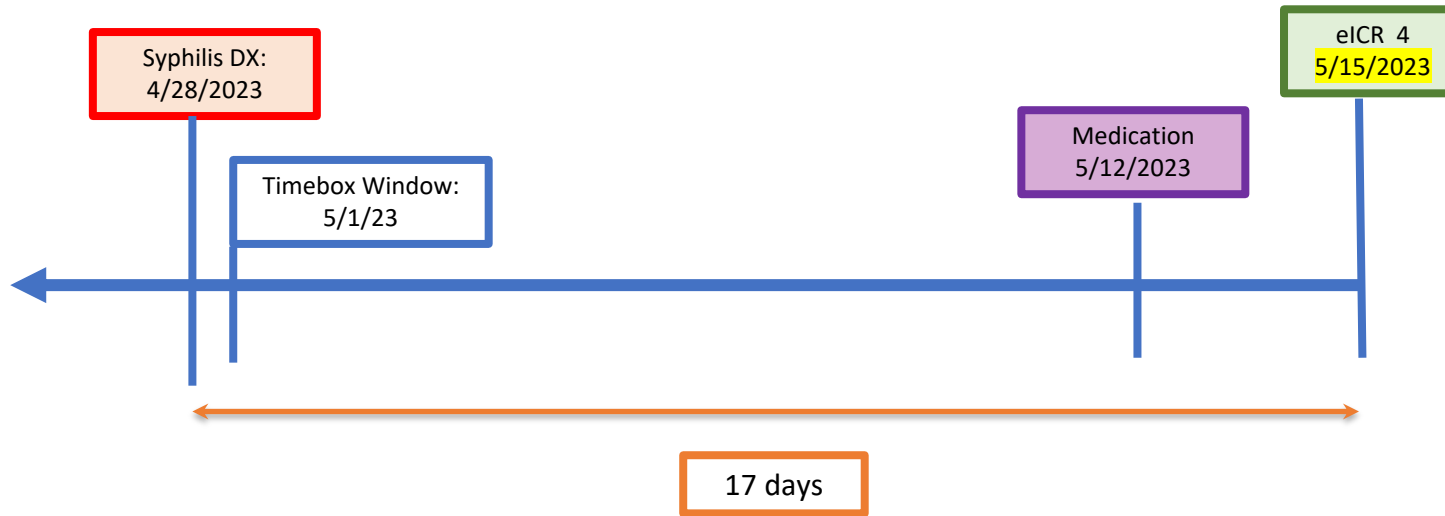 Syphilis DX:
4/28/2023
Timebox Window:
5/1/23
Medication
5/12/2023
eICR  4
5/15/2023
17 days